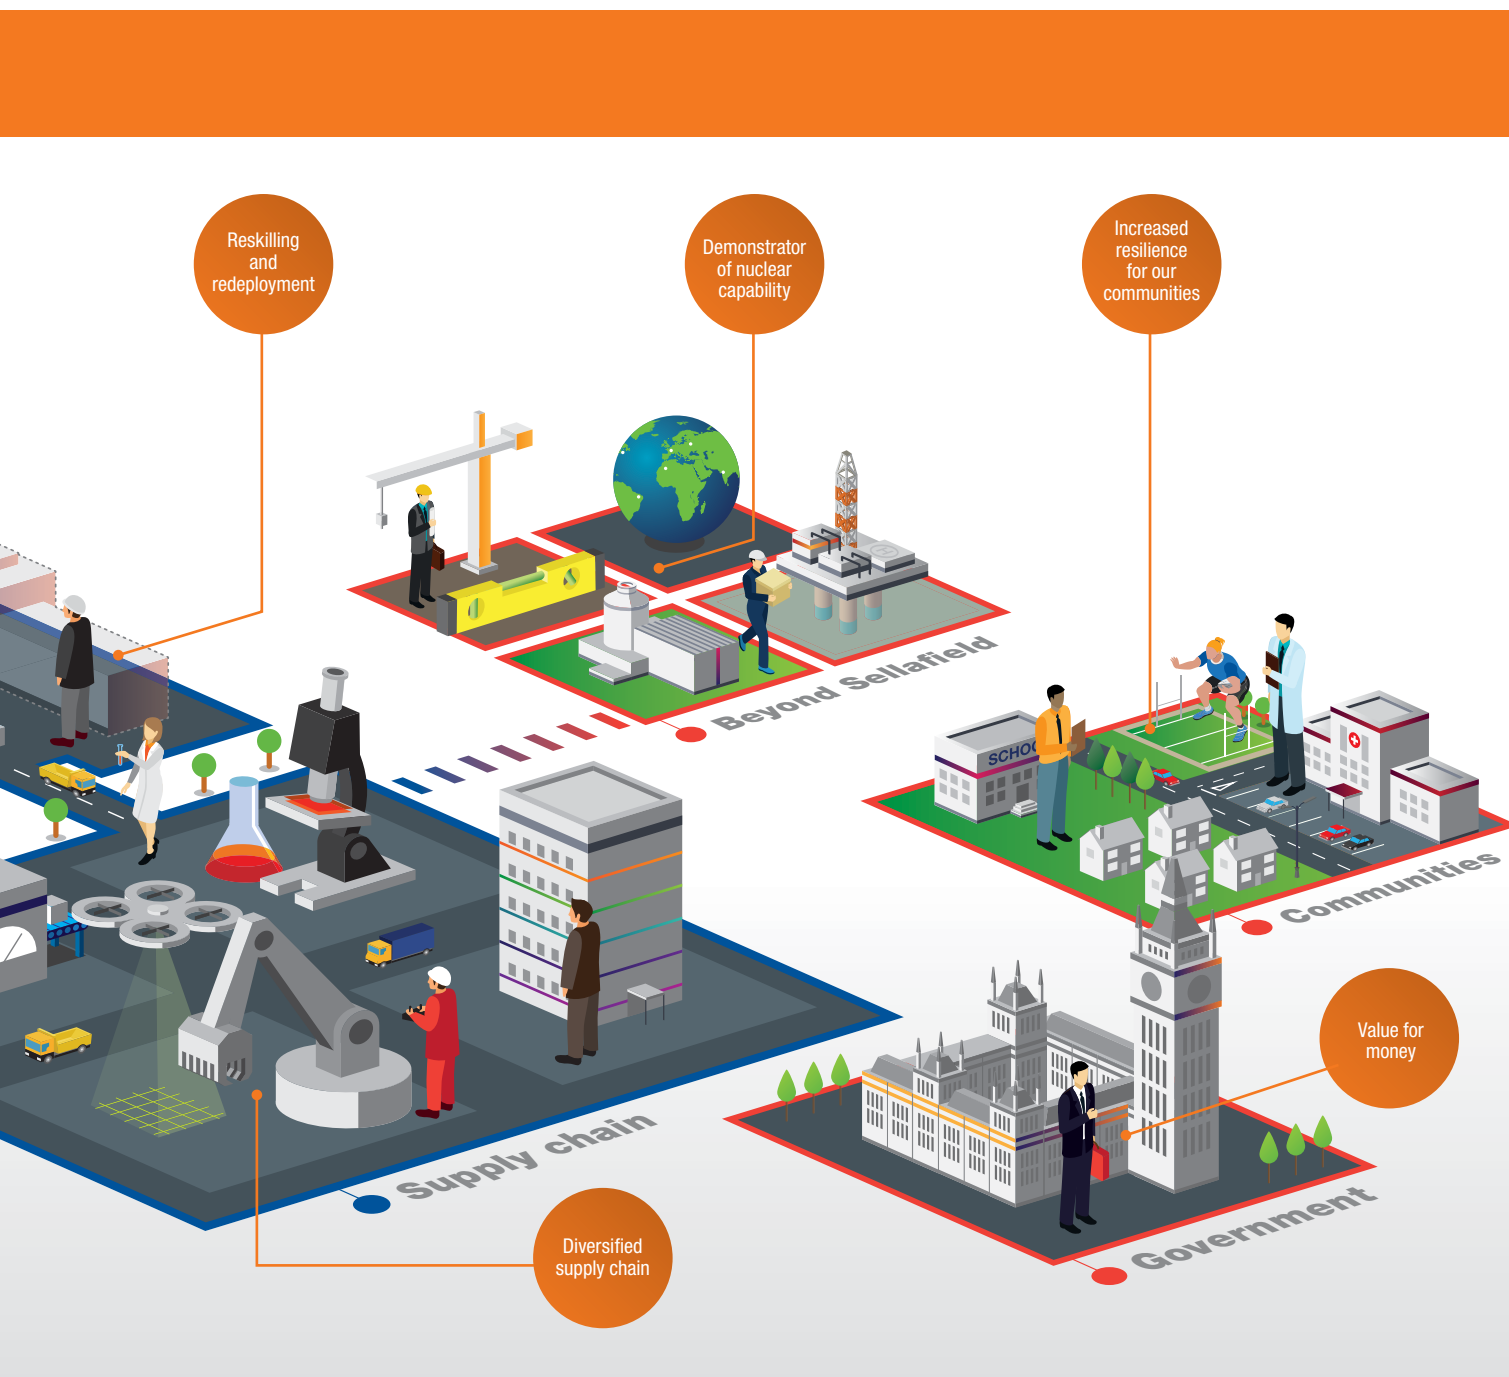 Reskilling
and
redeployment
Demonstrator
of nuclear
capability
Increased
resilience
for our
communities
Beyond Sellafield
SCHOO
Communities
Value for
money
Supply chain
Government
Diversified
supply chain